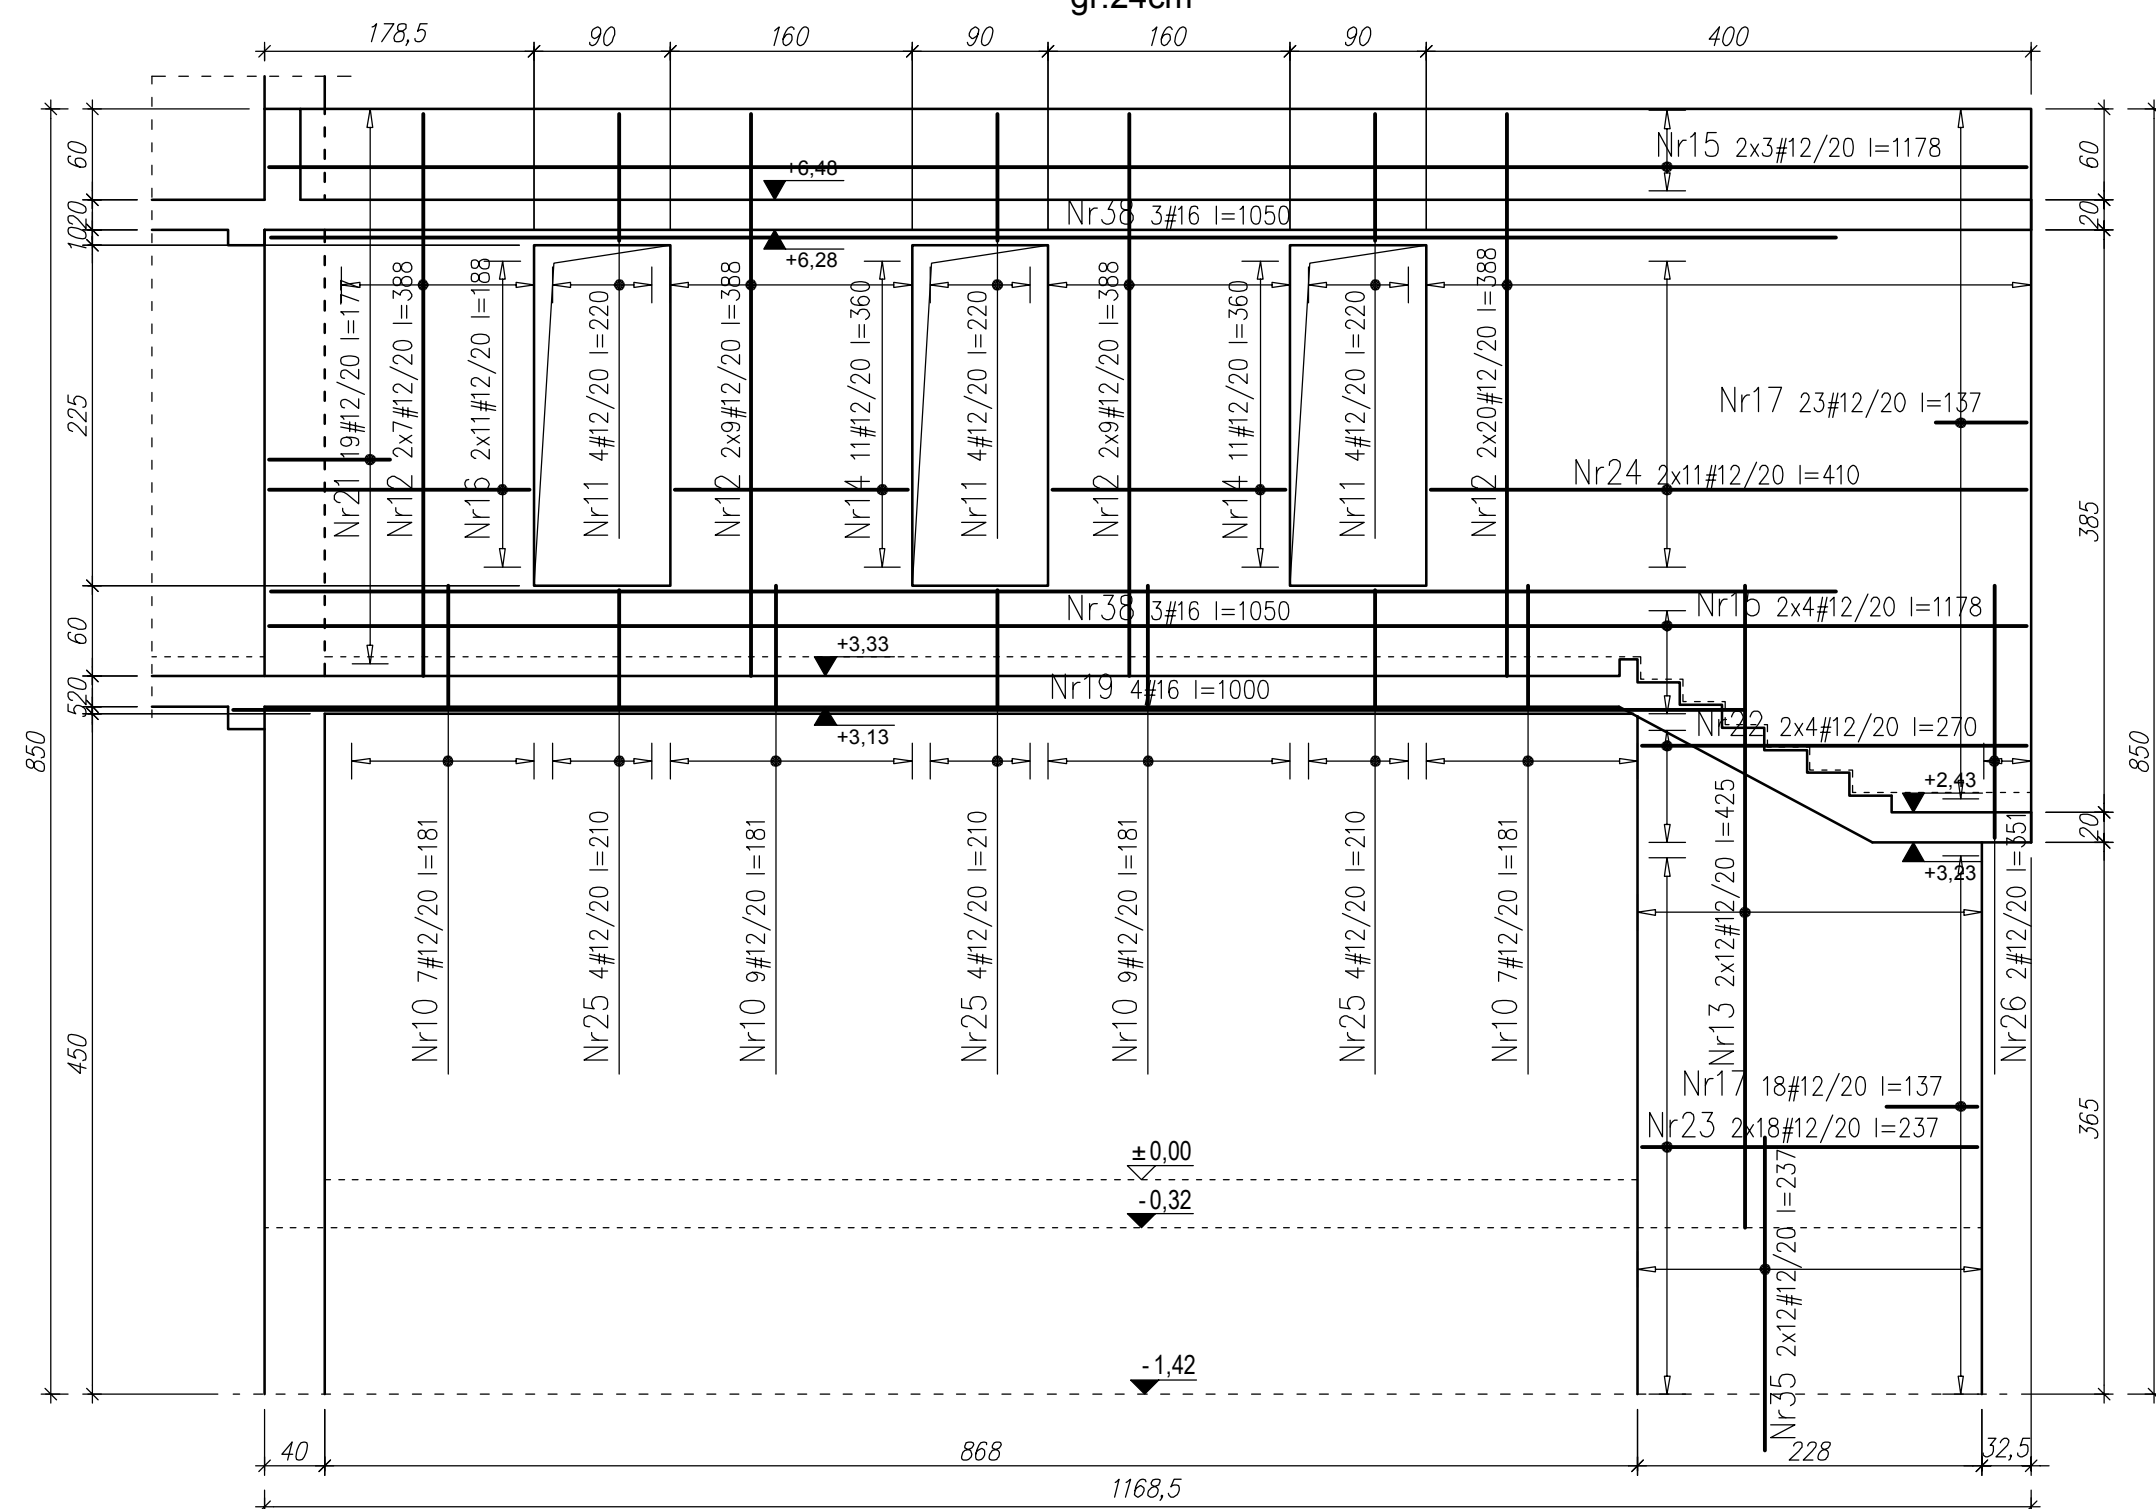 gr.24cm
178,5
90
160
90
160
90
400
60
20
10
225
60
20
5
450
850
60
20
385
20
365
850
+6,48
+6,28
Nr15 2x3#12/20 l=1178
Nr38 3#16 l=1050
Nr21 19#12/20 l=177
Nr12 2x7#12/20 l=388
Nr16 2x11#12/20 l=188
Nr11 4#12/20 l=220
Nr12 2x9#12/20 l=388
Nr14 11#12/20 l=360
Nr11 4#12/20 l=220
Nr12 2x9#12/20 l=388
Nr14 11#12/20 l=360
Nr11 4#12/20 l=220
Nr12 2x20#12/20 l=388
Nr17 23#12/20 l=137
Nr24 2x11#12/20 l=410
Nr38 3#16 l=1050
Nr15 2x4#12/20 l=1178
+3,33
Nr19 4#16 l=1000
+3,13
Nr22 2x4#12/20 l=270
+2,43
+3,23
Nr10 7#12/20 l=181
Nr25 4#12/20 l=210
Nr10 9#12/20 l=181
Nr25 4#12/20 l=210
Nr10 9#12/20 l=181
Nr25 4#12/20 l=210
Nr10 7#12/20 l=181
Nr13 2x12#12/20 l=425
Nr26 2#12/20 l=351
Nr17 18#12/20 l=137
Nr23 2x18#12/20 l=237
Nr35 2x12#12/20 l=237
±0,00
-0,32
-1,42
40
868
228
32,5
1168,5